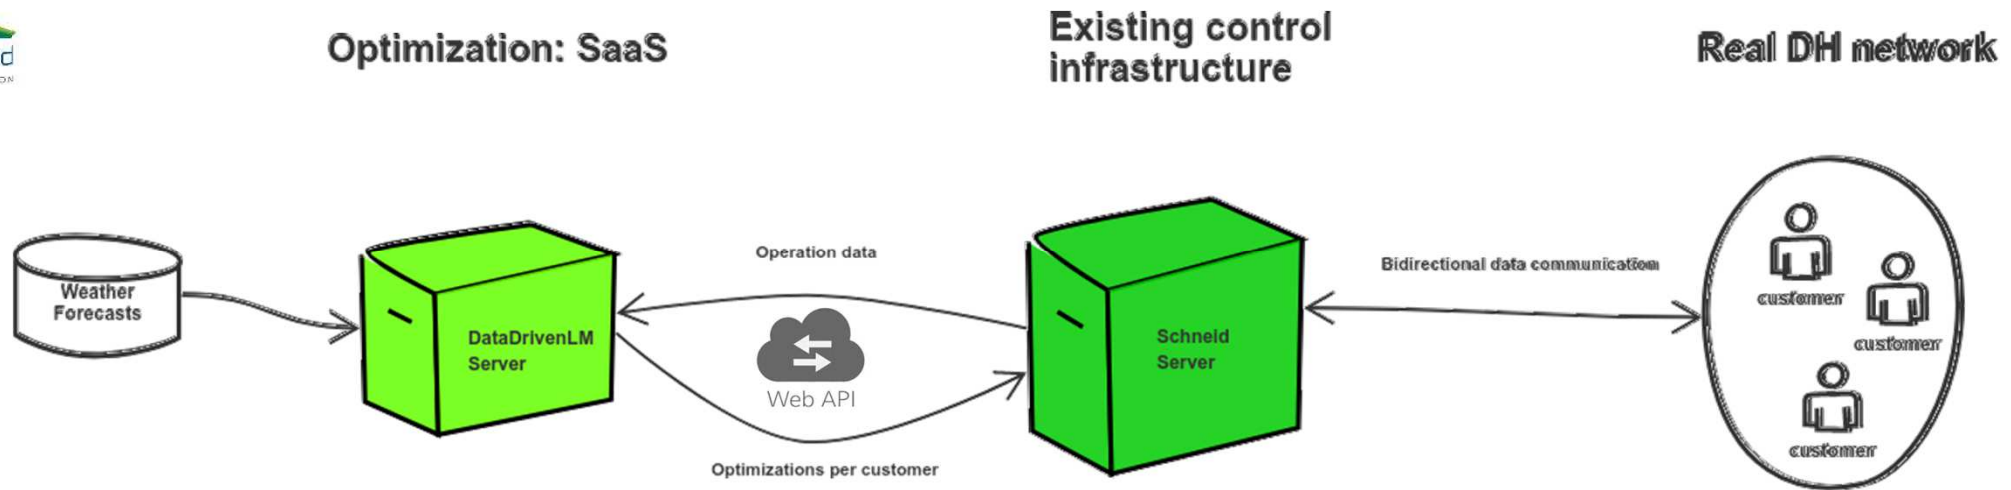 d
ON
Optimization: SaaS
Existing control
infrastructure
Real DH network
Weather
Forecasts
DataDrivenLM
Server
Operation data
Web API
Optimizations per customer
Schneid
Server
Bidirectional data communication
customer
customer
customer